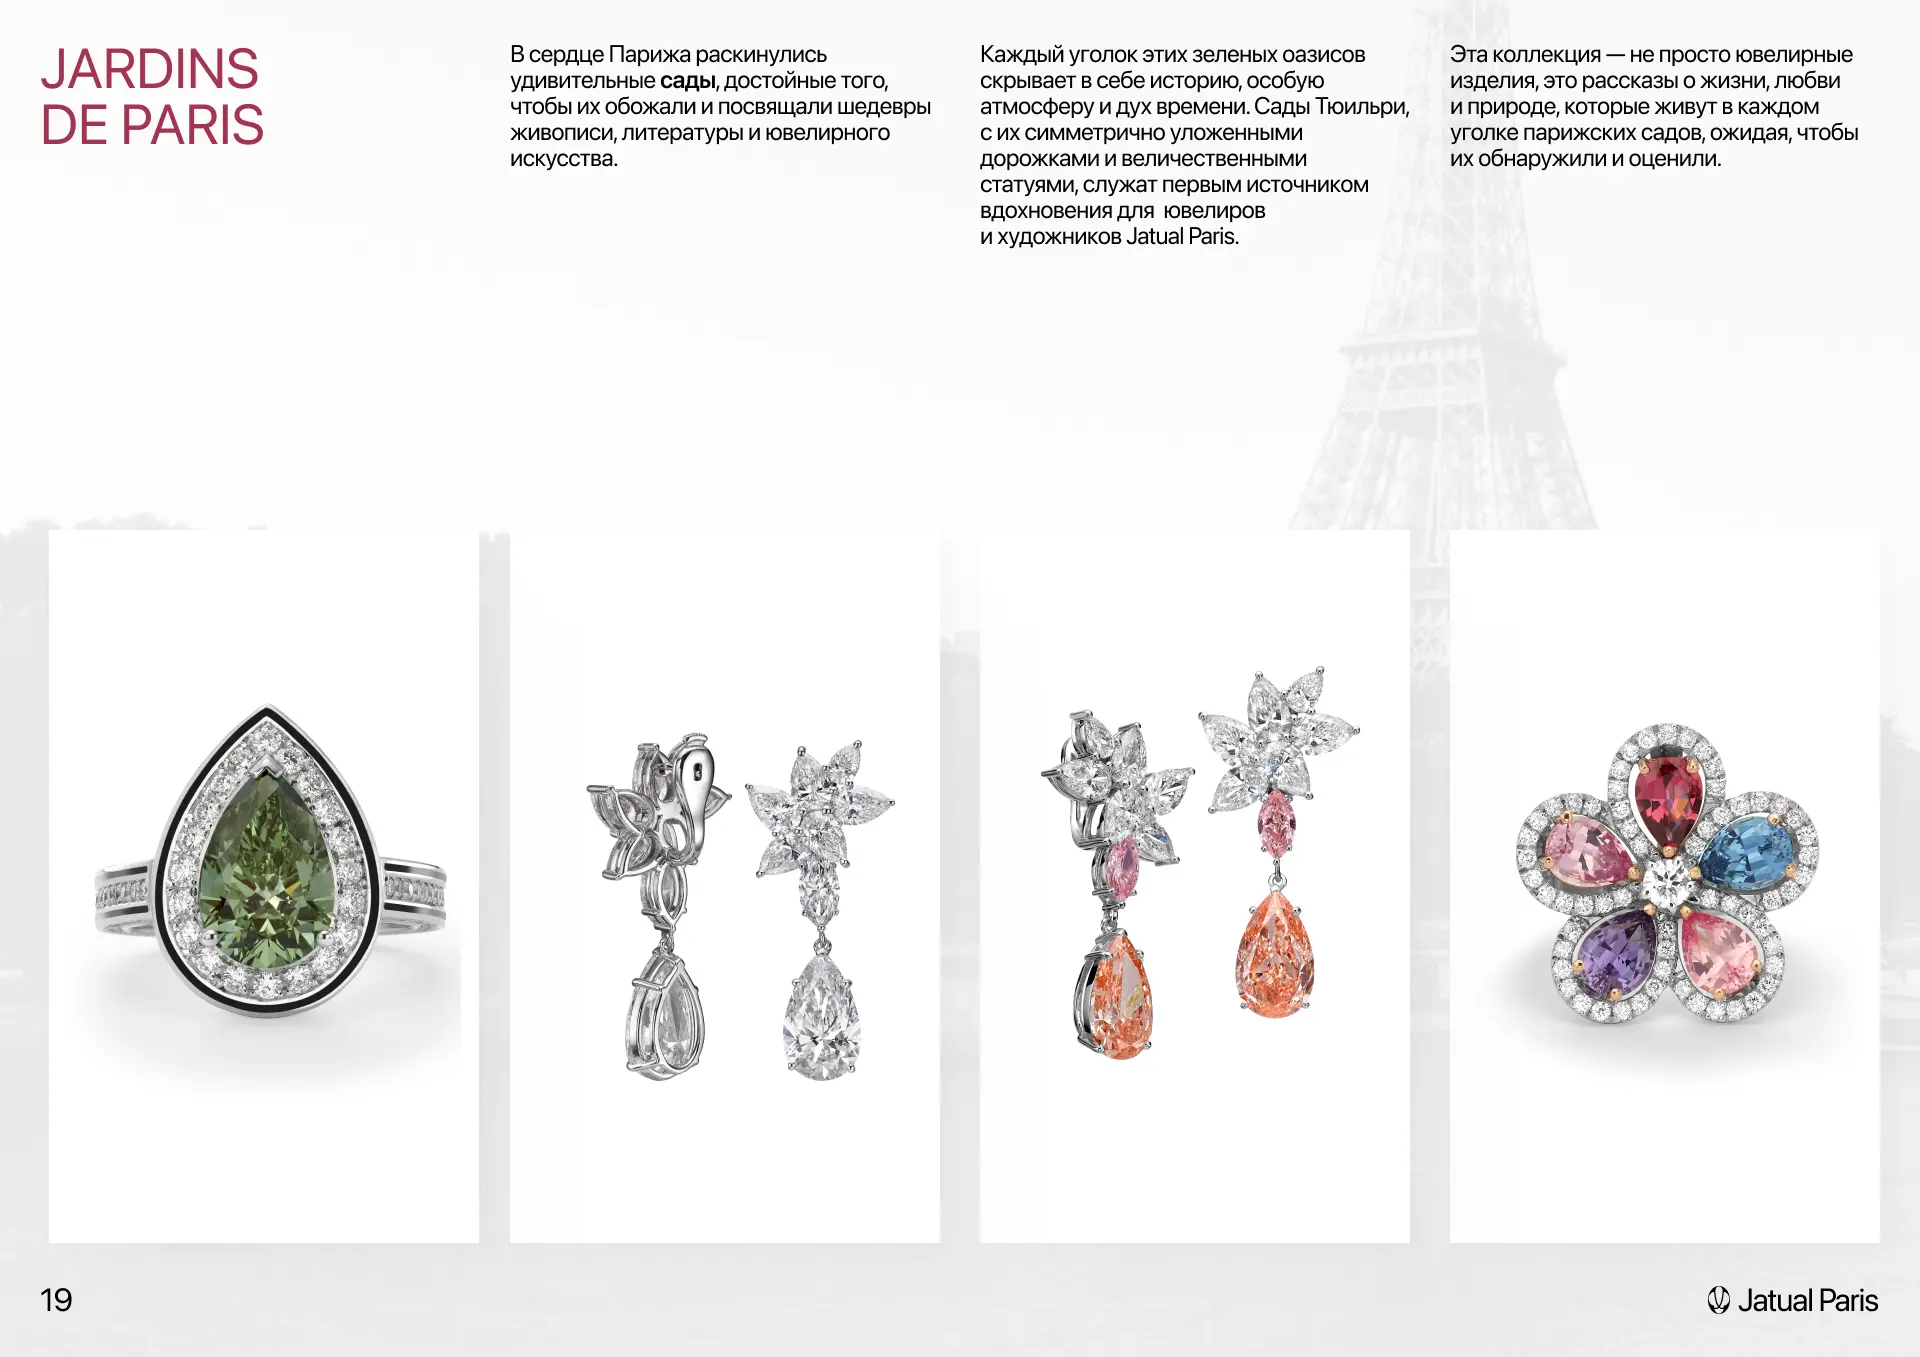 JARDINS
DE PARIS
В сердце Парижа раскинулись
удивительные сады, достойные того,
чтобы их обожали и посвящали шедевры
живописи, литературы и ювелирного
искусства.
Каждый уголок этих зеленых оазисов
скрывает в себе историю, особую
атмосферу и дух времени. Сады Тюильри,
с их симметрично уложенными
дорожками и величественными
статуями, служат первым источником
вдохновения для ювелиров
и художников Jatual Paris.
Эта коллекция — не просто ювелирные
изделия, это рассказы о жизни, любви
и природе, которые живут в каждом
уголке парижских садов, ожидая, чтобы
их обнаружили и оценили.
19
Jatual Paris